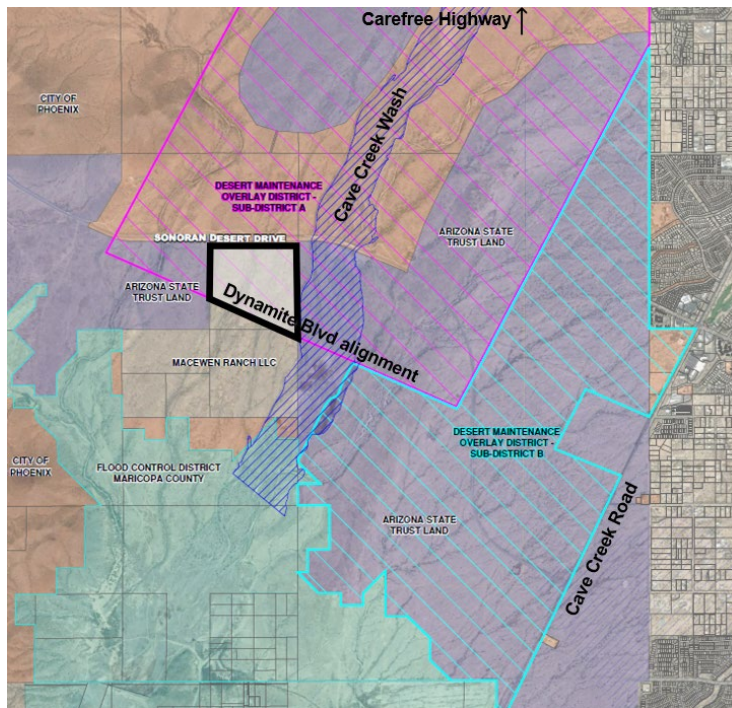 Carefree Highway ↑
CITY OF
PHOENIX
Cave Creek Wash
DESERT MAINTENANCE
OVERLAY DISTRICT -
SUB-DISTRICT A
ARIZONA STATE
TRUST LAND
SONORAN DESERT DRIVE
ARIZONA STATE
TRUST LAND
Dynamite Blvd alignment
MACEWEN RANCH LLC
DESERT MAINTENANCE
OVERLAY DISTRICT -
SUB-DISTRICT B
CITY OF
PHOENIX
FLOOD CONTROL DISTRICT
MARICOPA COUNTY
ARIZONA STATE
TRUST LAND
Cave Creek Road